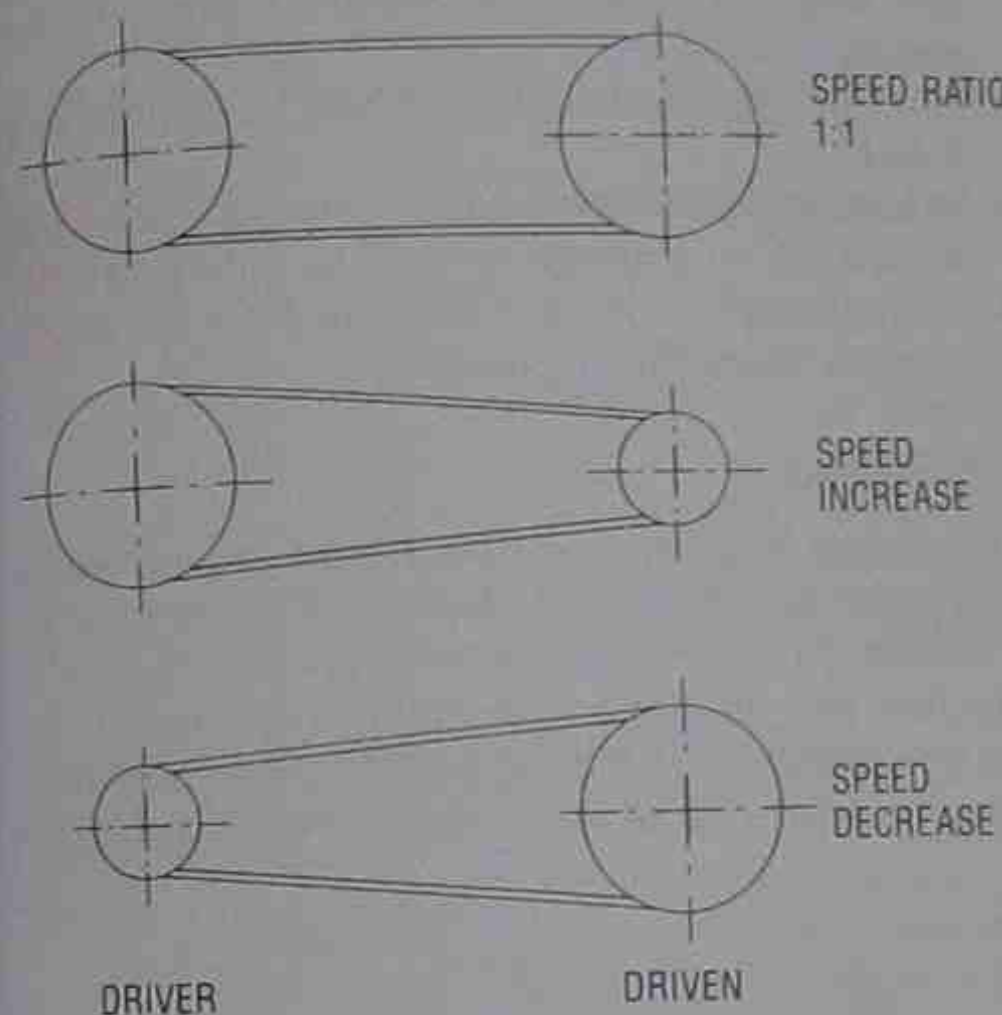 SPEED RATIO
1:1
SPEED
INCREASE
SPEED
DECREASE
DRIVER
DRIVEN